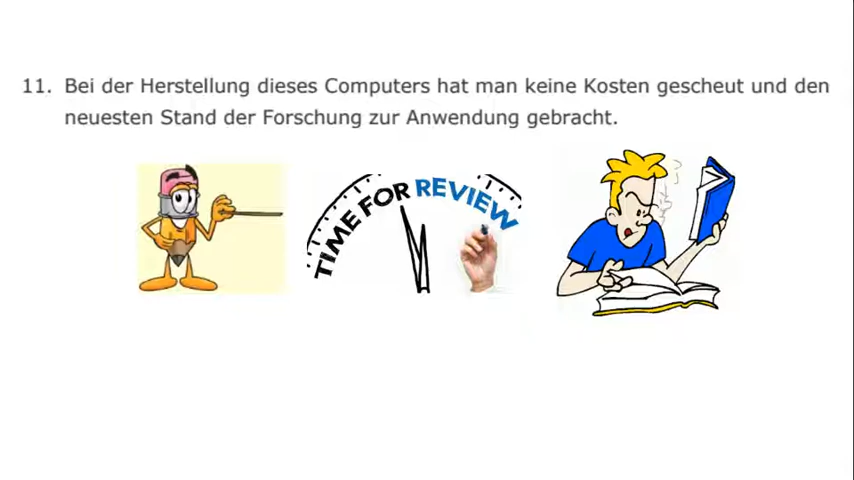 11. Bei der Herstellung dieses Computers hat man keine Kosten gescheut und den
neuesten Stand der Forschung zur Anwendung gebracht.
TIME FOR REVIEW